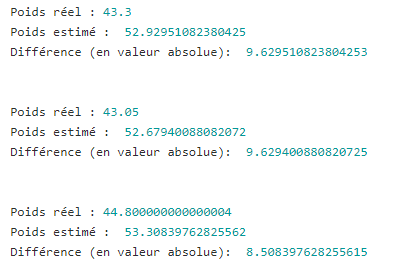 Poids réel : 43.3
Poids estimé :  52.92951082380425
Différence (en valeur absolue):  9.629510823804253
Poids réel : 43.05
Poids estimé :  52.67940088082072
Différence (en valeur absolue):  9.629400880820725
Poids réel : 44.800000000000004
Poids estimé :  53.30839762825562
Différence (en valeur absolue):  8.508397628255615